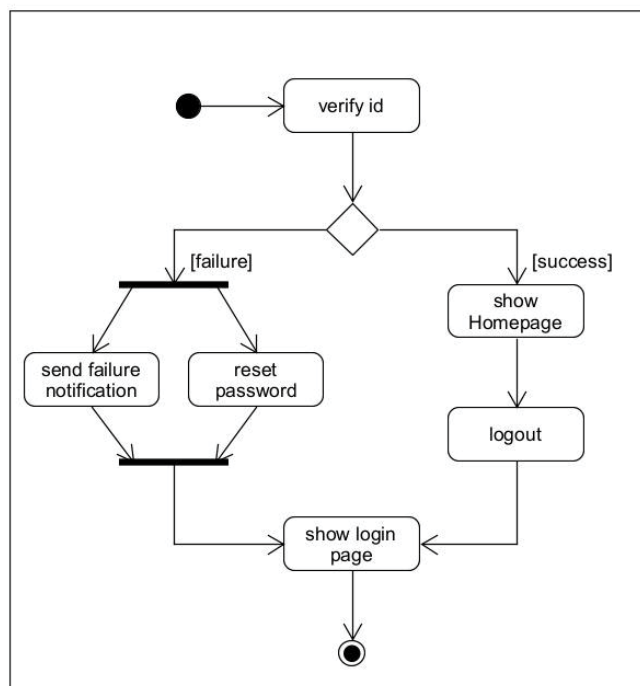 verify id
[failure]
[success]
show
Homepage
send failure
notification
reset
password
logout
show login
page